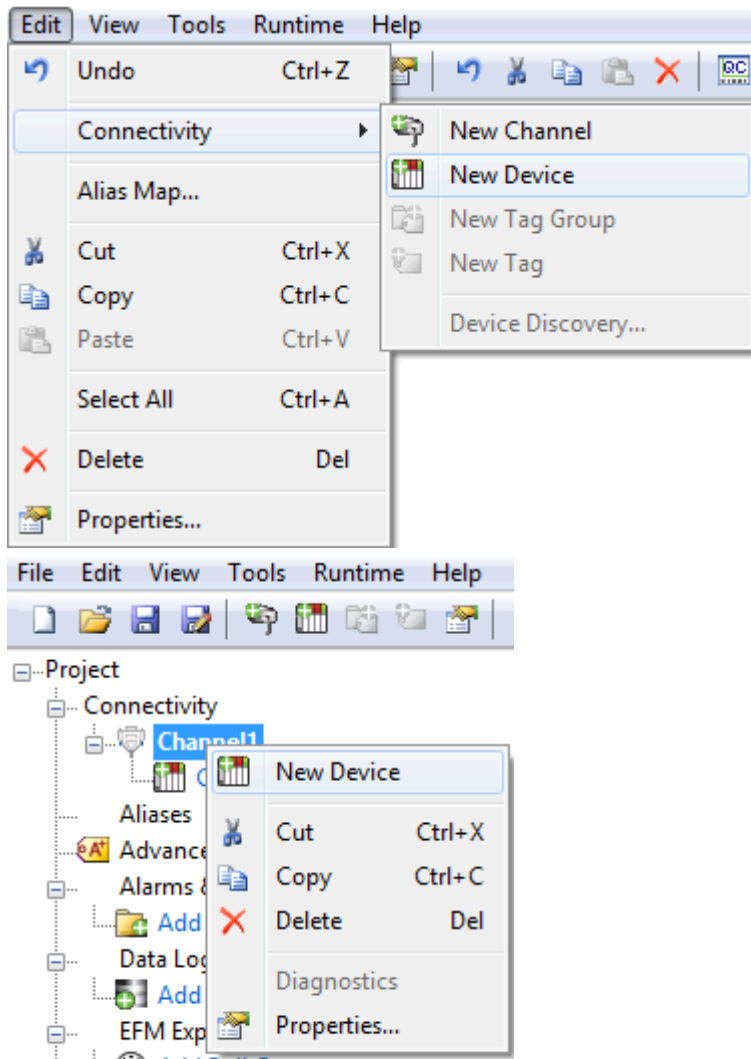 Edit View Tools Runtime Help
Undo Ctrl+Z
QC
Connectivity
New Channel
New Device
Alias Map...
New Tag Group
Cut Ctrl+X
New Tag
Copy Ctrl+C
Device Discovery...
Paste Ctrl+V
Select All Ctrl+A
Delete Del
Properties...
File Edit View Tools Runtime Help
Project
Connectivity
Channel1
New Device
Aliases
Cut Ctrl+X
Advance
Copy Ctrl+C
Alarms &
Add
Delete Del
Data Log
Diagnostics
Add
EFM Exp
Properties...